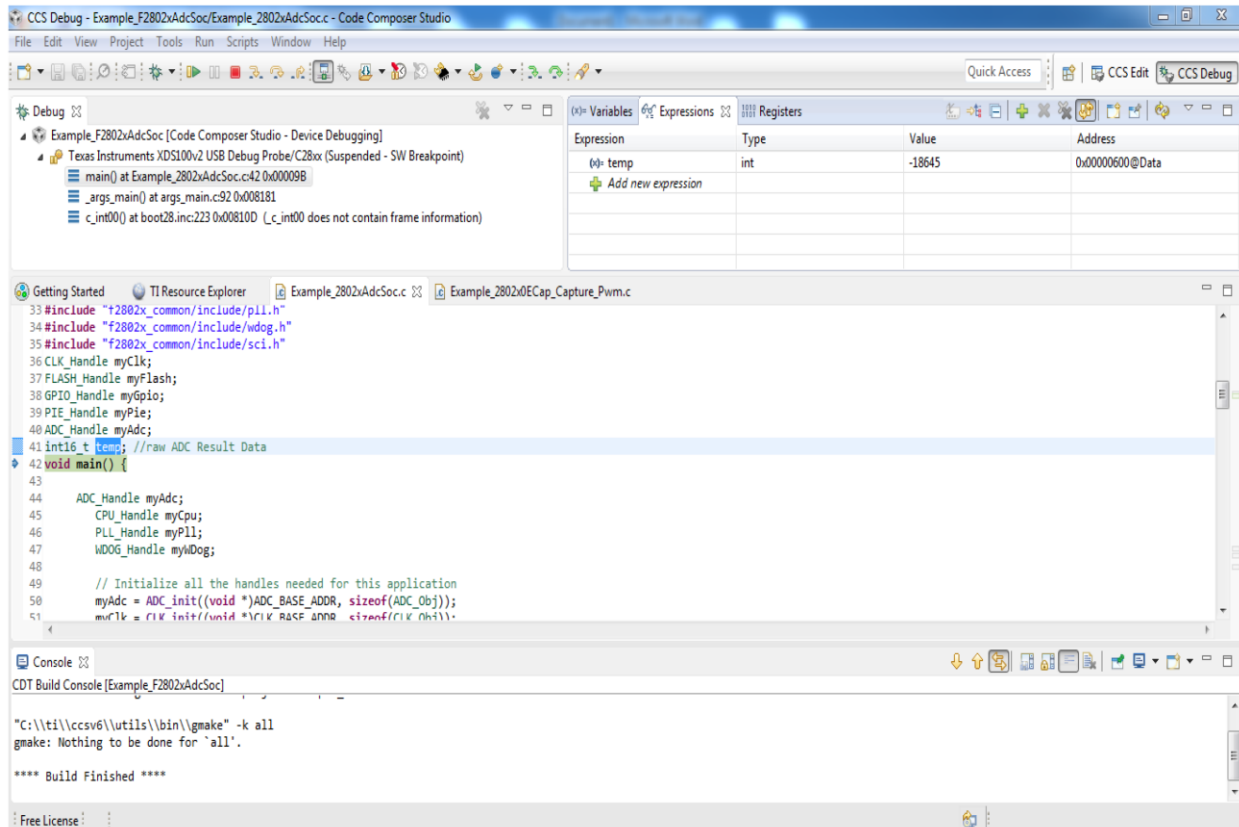 CCS Debug - Example_F2802xAdcSoc/Example_2802xAdcSoc.c - Code Composer Studio
File Edit View Project Tools Run Scripts Window Help
Quick Access CCS Edit CCS Debug
Debug
Example_F2802xAdcSoc [Code Composer Studio - Device Debugging]
Texas Instruments XDS100v2 USB Debug Probe/C28xx (Suspended - SW Breakpoint)
main() at Example_2802xAdcSoc.c:42 0x00009B
_args_main() at args_main.c:92 0x008181
c_int00() at boot28.inc:223 0x00810D (_c_int00 does not contain frame information)
(x)= Variables Expressions Registers
Expression Type Value Address
(x)= temp int -18645 0x00000600@Data
Add new expression
Getting Started TI Resource Explorer Example_2802xAdcSoc.c Example_2802x0ECap_Capture_Pwm.c
33 #include "f2802x_common/include/pll.h"
34 #include "f2802x_common/include/wdog.h"
35 #include "f2802x_common/include/sci.h"
36 CLK_Handle myClk;
37 FLASH_Handle myFlash;
38 GPIO_Handle myGpio;
39 PIE_Handle myPie;
40 ADC_Handle myAdc;
41 int16_t temp; //raw ADC Result Data
42 void main() {
43
44 ADC_Handle myAdc;
45 CPU_Handle myCpu;
46 PLL_Handle myPll;
47 WDOG_Handle myWDog;
48
49 // Initialize all the handles needed for this application
50 myAdc = ADC_init((void *)ADC_BASE_ADDR, sizeof(ADC_Obj));
51 myClk = CLK_init((void *)CLK_BASE_ADDR, sizeof(CLK_Obj));
Console
CDT Build Console [Example_F2802xAdcSoc]
"C:\\ti\\ccsv6\\utils\\bin\\gmake" -k all
gmake: Nothing to be done for `all'.
**** Build Finished ****
Free License